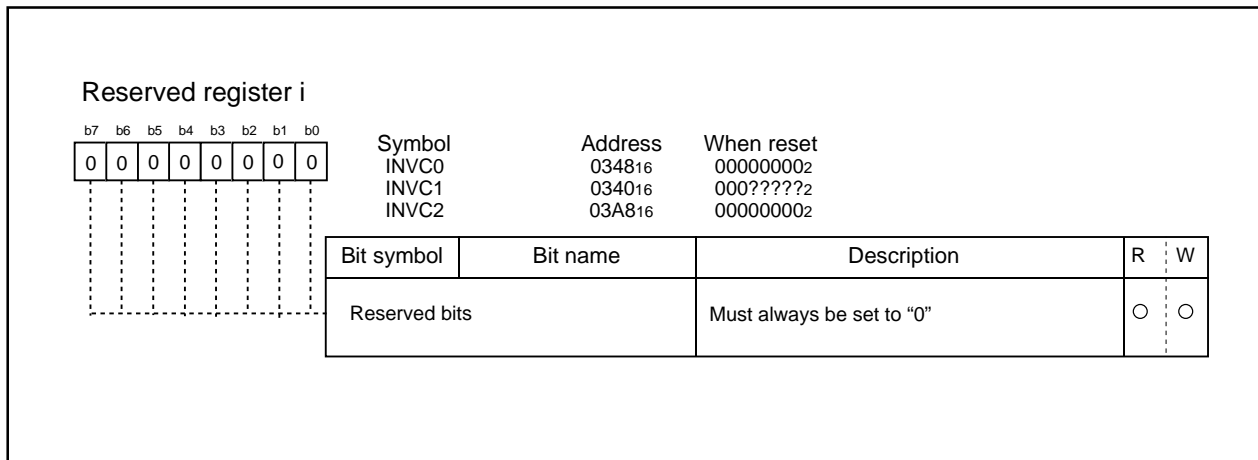 Reserved register i
b7 b6 b5 b4 b3 b2 b1 b0
0 0 0 0 0 0 0 0
Symbol Address When reset
INVC0 034816 000000002
INVC1 034016 000?????2
INVC2 03A816 000000002
Bit symbol Bit name Description R W
Reserved bits Must always be set to “0” ○ ○